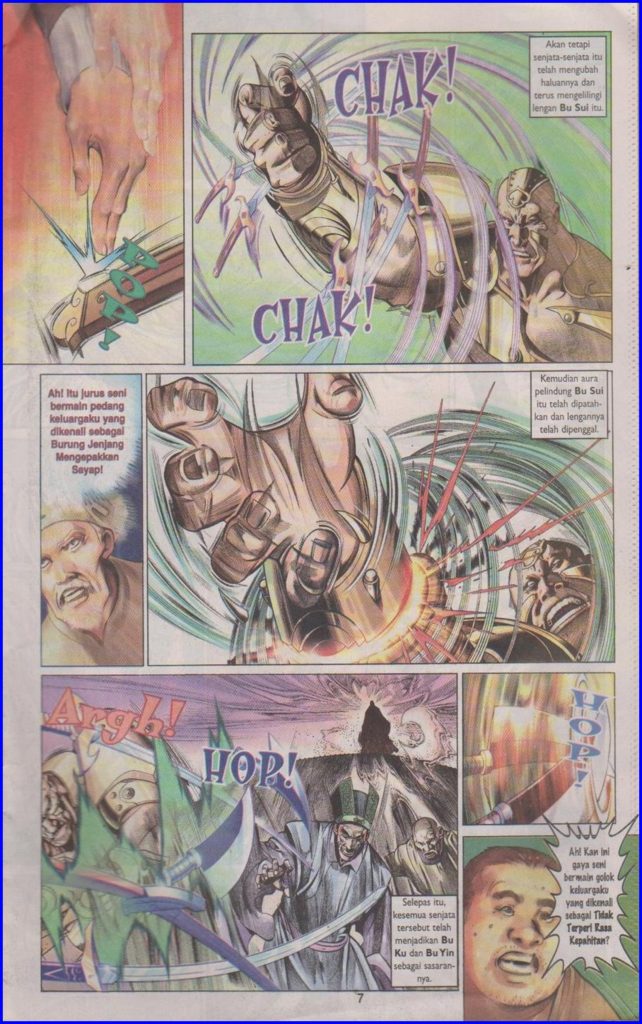 POP!
CHAK!
Akan tetapi
senjata-senjata itu
telah mengubah
haluannya dan
terus mengelilingi
lengan Bu Sui itu.
CHAK!
Ah! Itu jurus seni
bermain pedang
keluargaku yang
dikenali sebagai
Burung Jenjang
Mengepakkan
Sayap!
Kemudian aura
pelindung Bu Sui
itu telah dipatah-
kan dan lengannya
telah dipenggal.
Argh!
HOP!
Selepas itu,
kesemua senjata
tersebut telah
menjadikan Bu
Ku dan Bu Yin
sebagai sasaran-
nya.
HOP!
Ah! Kan ini
gaya seni
bermain golok
keluargaku
yang dikenali
sebagai Tidak
Terperi Rasa
Kepahitan?
7